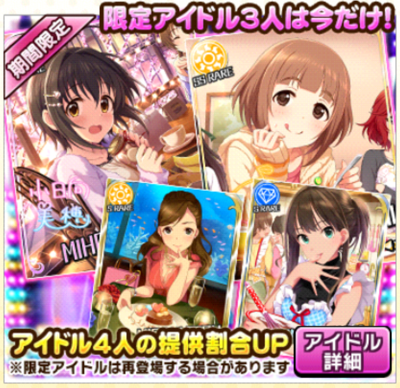 限定アイドル3人は今だけ!
期間限定
SS RARE
小日向
美穂
MIHO
S RARE
S RARE
アイドル4人の提供割合UP
※限定アイドルは再登場する場合があります
アイドル
詳細